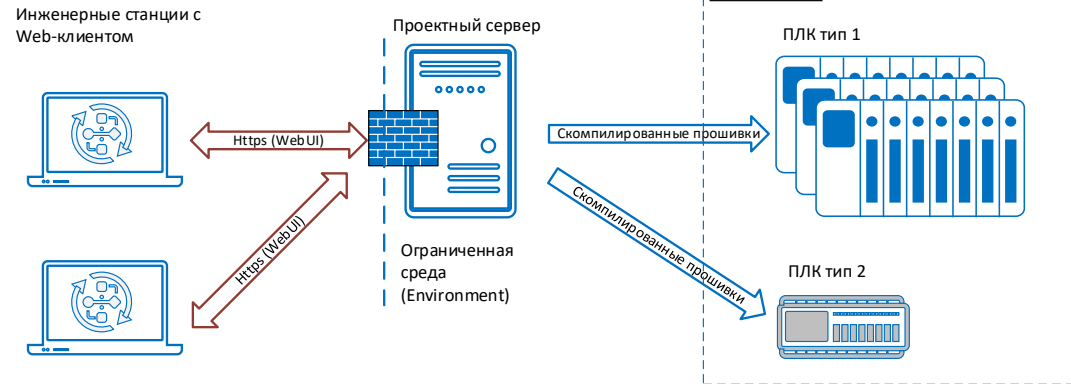 Инженерные станции с
Web-клиентом
Проектный сервер
ПЛК тип 1
Https (WebUI)
Скомпилированные прошивки
Https (WebUI)
Скомпилированные прошивки
Ограниченная
среда
(Environment)
ПЛК тип 2